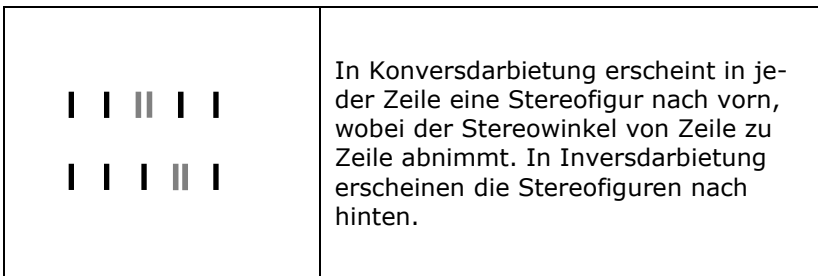 In Konversdarbietung erscheint in je-
der Zeile eine Stereofigur nach vorn,
wobei der Stereowinkel von Zeile zu
Zeile abnimmt. In Inversdarbietung
erscheinen die Stereofiguren nach
hinten.